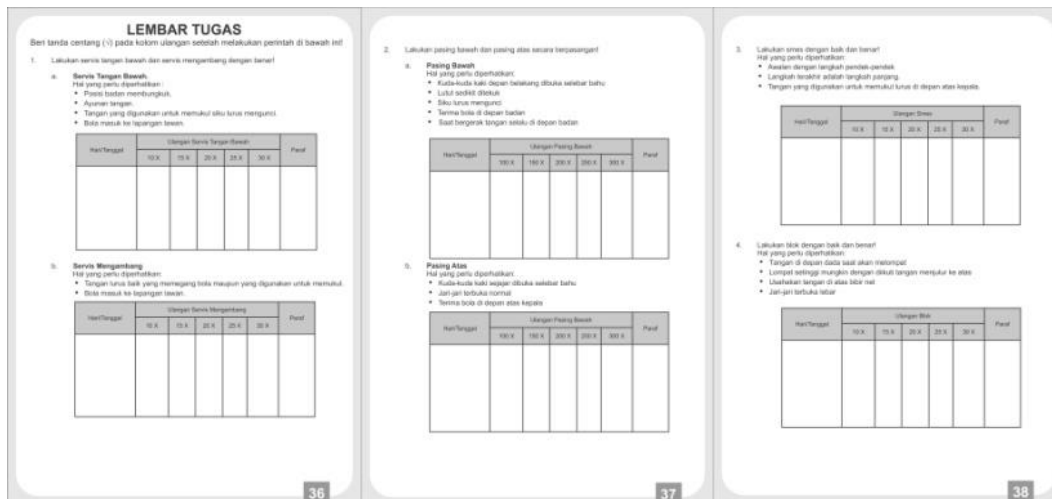 LEMBAR TUGAS
Beri tanda centang (√) pada kolom ulangan setelah melakukan perintah di bawah ini!
1. Lakukan servis tangan bawah dan servis mengambang dengan benar!
a. Servis Tangan Bawah.
Hal yang perlu diperhatikan :
• Posisi badan membungkuk.
• Ayunan tangan.
• Tangan yang digunakan untuk memukul siku lurus mengunci.
• Bola masuk ke lapangan lawan.
Hari/Tanggal
Ulangan Servis Tangan Bawah
Paraf
10 X 15 X 20 X 25 X 30 X
b. Servis Mengambang
Hal yang perlu diperhatikan:
• Tangan lurus baik yang memegang bola maupun yang digunakan untuk memukul.
• Bola masuk ke lapangan lawan.
Hari/Tanggal
Ulangan Servis Mengambang
Paraf
10 X 15 X 20 X 25 X 30 X
36
2. Lakukan pasing bawah dan pasing atas secara berpasangan!
a. Pasing Bawah
Hal yang perlu diperhatikan:
• Kuda-kuda kaki depan belakang dibuka selebar bahu
• Lutut sedikit ditekuk
• Siku lurus mengunci
• Terima bola di depan badan
• Saat bergerak tangan selalu di depan badan
Hari/Tanggal
Ulangan Pasing Bawah
Paraf
100 X 150 X 200 X 250 X 300 X
b. Pasing Atas
Hal yang perlu diperhatikan:
• Kuda-kuda kaki sejajar dibuka selebar bahu
• Jari-jari terbuka normal
• Terima bola di depan atas kepala
Hari/Tanggal
Ulangan Pasing Bawah
Paraf
100 X 150 X 200 X 250 X 300 X
37
3. Lakukan smes dengan baik dan benar!
Hal yang perlu diperhatikan:
• Awalan dengan langkah pendek-pendek
• Langkah terakhir adalah langkah panjang.
• Tangan yang digunakan untuk memukul lurus di depan atas kepala.
Hari/Tanggal
Ulangan Smes
Paraf
10 X 15 X 20 X 25 X 30 X
4. Lakukan blok dengan baik dan benar!
Hal yang perlu diperhatikan:
• Tangan di depan dada saat akan melompat
• Lompat setinggi mungkin dengan diikuti tangan menjulur ke atas
• Usahakan tangan di atas bibir net
• Jari-jari terbuka lebar
Hari/Tanggal
Ulangan Blok
Paraf
10 X 15 X 20 X 25 X 30 X
38